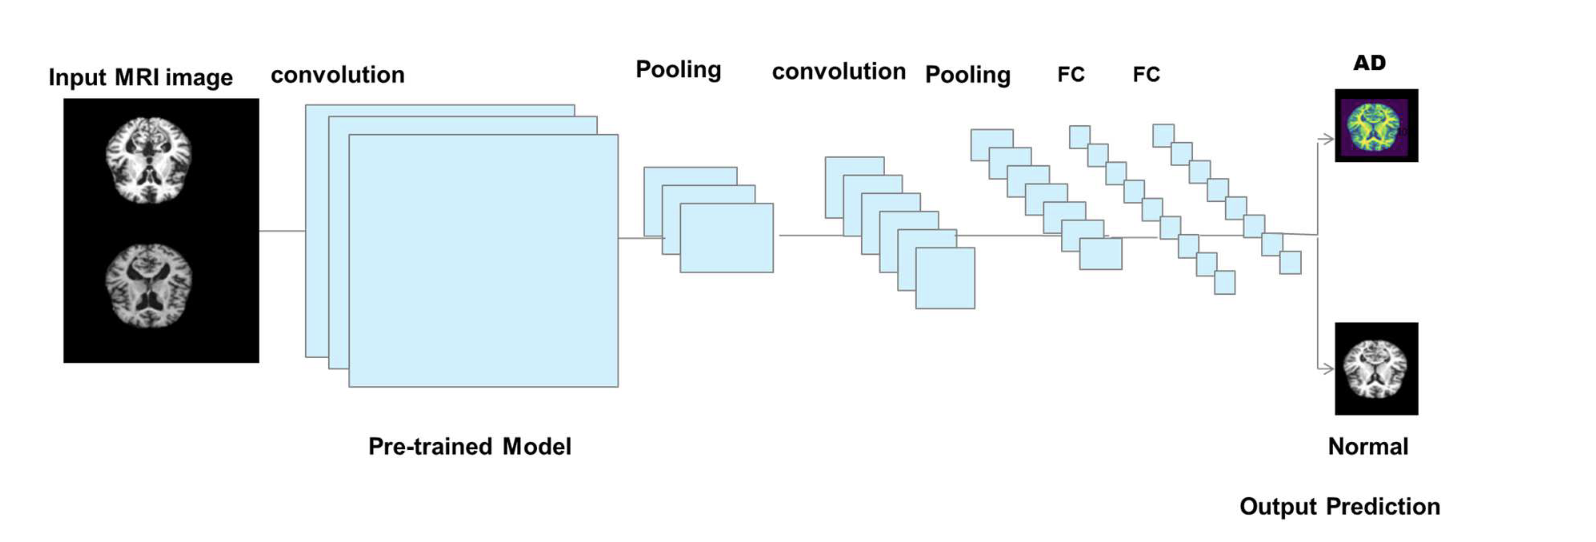 Input MRI image
convolution
Pooling
convolution
Pooling
FC
FC
AD
Pre-trained Model
Normal
Output Prediction